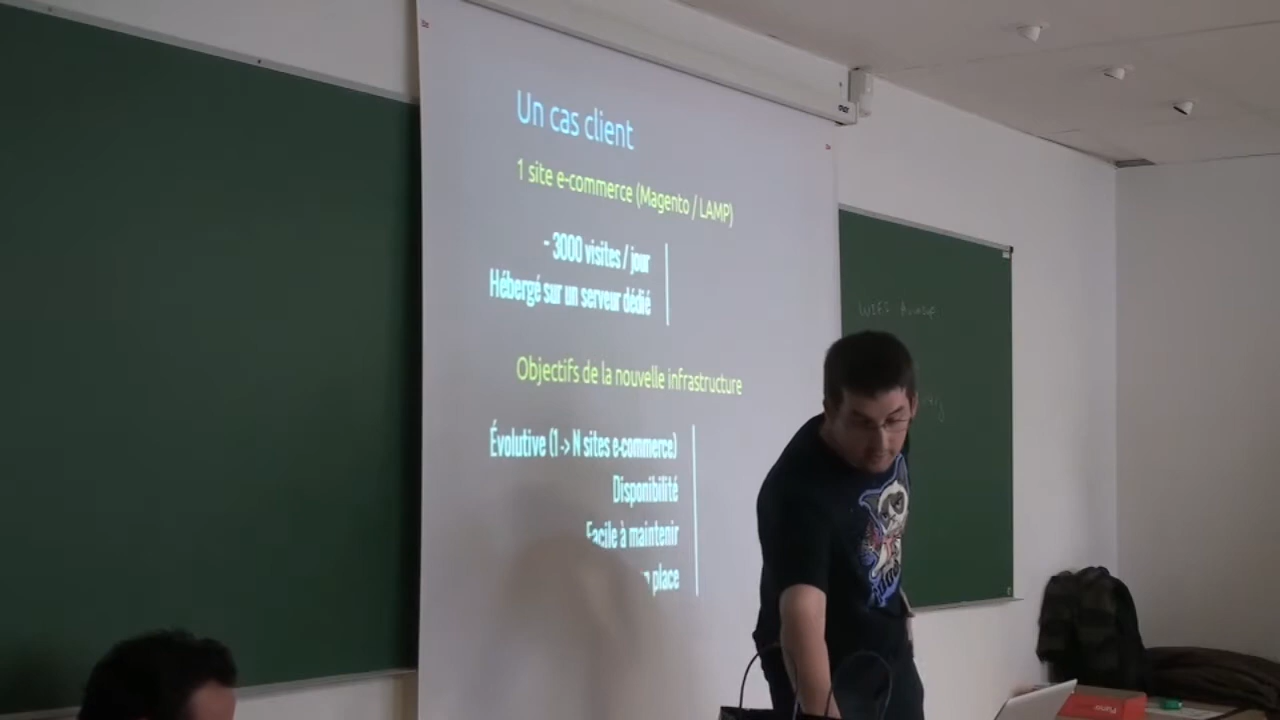 Un cas client
1 site e-commerce (Magento / LAMP)
~ 3000 visites / jour
Hébergé sur un serveur dédié
Objectifs de la nouvelle infrastructure
Évolutive (1 -> N sites e-commerce)
Disponibilité
Facile à maintenir
place